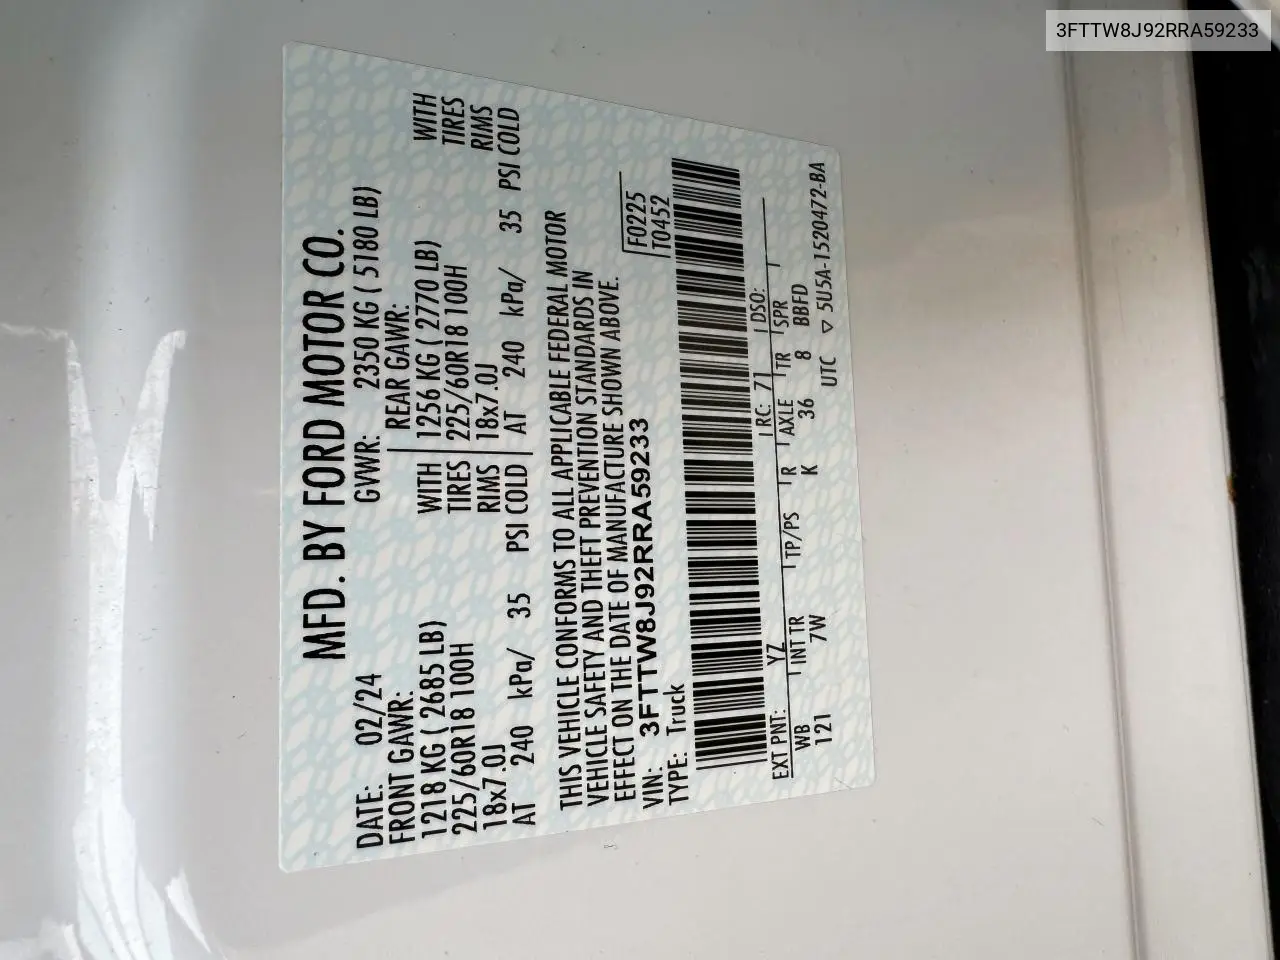 3FTTW8J92RRA59233
MFD. BY FORD MOTOR CO.
DATE: 02/24 GVWR: 2350 KG ( 5180 LB)
FRONT GAWR: REAR GAWR:
1218 KG ( 2685 LB) WITH 1256 KG ( 2770 LB) WITH
225/60R18 100H TIRES 225/60R18 100H TIRES
18x7.0J RIMS 18x7.0J RIMS
AT 240 kPa/ 35 PSI COLD AT 240 kPa/ 35 PSI COLD
THIS VEHICLE CONFORMS TO ALL APPLICABLE FEDERAL MOTOR
VEHICLE SAFETY AND THEFT PREVENTION STANDARDS IN
EFFECT ON THE DATE OF MANUFACTURE SHOWN ABOVE.
VIN: 3FTTW8J92RRA59233 F0225
TYPE: Truck T0452
EXT PNT: YZ RC: 71 DSO:
WB INT TR TP/PS R AXLE TR SPR
121 7W K 36 8 BBFD
UTC ▽ 5U5A-1520472-BA